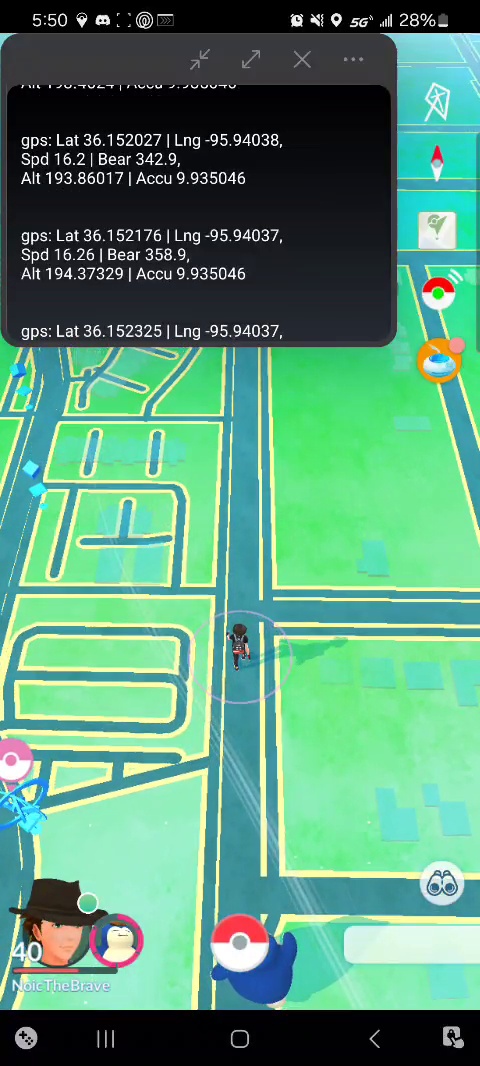 5:50
5G
28%
gps: Lat 36.152027 | Lng -95.94038,
Spd 16.2 | Bear 342.9,
Alt 193.86017 | Accu 9.935046
gps: Lat 36.152176 | Lng -95.94037,
Spd 16.26 | Bear 358.9,
Alt 194.37329 | Accu 9.935046
gps: Lat 36.152325 | Lng -95.94037,
40
NoicTheBrave